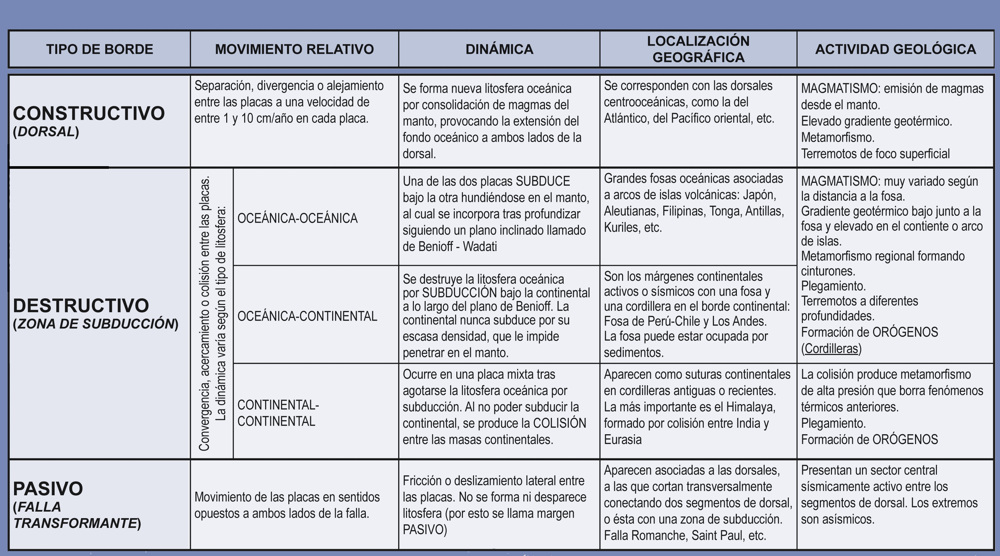 TIPO DE BORDE
MOVIMIENTO RELATIVO
DINÁMICA
LOCALIZACIÓN
GEOGRÁFICA
ACTIVIDAD GEOLÓGICA
CONSTRUCTIVO
(DORSAL)
Separación, divergencia o alejamiento
entre las placas a una velocidad de
entre 1 y 10 cm/año en cada placa.
Se forma nueva litosfera oceánica
por consolidación de magmas del
manto, provocando la extensión del
fondo oceánico a ambos lados de la
dorsal.
Se corresponden con las dorsales
centrooceánicas, como la del
Atlántico, del Pacífico oriental, etc.
MAGMATISMO: emisión de magmas
desde el manto.
Elevado gradiente geotérmico.
Metamorfismo.
Terremotos de foco superficial
DESTRUCTIVO
(ZONA DE SUBDUCCIÓN)
Convergencia, acercamiento o colisión entre las placas.
La dinámica varía según el tipo de litosfera:
OCEÁNICA-OCEÁNICA
Una de las dos placas SUBDUCE
bajo la otra hundiéndose en el manto,
al cual se incorpora tras profundizar
siguiendo un plano inclinado llamado
de Benioff - Wadati
Grandes fosas oceánicas asociadas
a arcos de islas volcánicas: Japón,
Aleutianas, Filipinas, Tonga, Antillas,
Kuriles, etc.
MAGMATISMO: muy variado según
la distancia a la fosa.
Gradiente geotérmico bajo junto a la
fosa y elevado en el contiente o arco
de islas.
Metamorfismo regional formando
cinturones.
Plegamiento.
Terremotos a diferentes
profundidades.
Formación de ORÓGENOS
(Cordilleras)
OCEÁNICA-CONTINENTAL
Se destruye la litosfera oceánica
por SUBDUCCIÓN bajo la continental
a lo largo del plano de Benioff. La
continental nunca subduce por su
escasa densidad, que le impide
penetrar en el manto.
Son los márgenes continentales
activos o sísmicos con una fosa y
una cordillera en el borde continental:
Fosa de Perú-Chile y Los Andes.
La fosa puede estar ocupada por
sedimentos.
CONTINENTAL-
CONTINENTAL
Ocurre en una placa mixta tras
agotarse la litosfera oceánica por
subducción. Al no poder subducir la
continental, se produce la COLISIÓN
entre las masas continentales.
Aparecen como suturas continentales
en cordilleras antiguas o recientes.
La más importante es el Himalaya,
formado por colisión entre India y
Eurasia
La colisión produce metamorfismo
de alta presión que borra fenómenos
térmicos anteriores.
Plegamiento.
Formación de ORÓGENOS
PASIVO
(FALLA
TRANSFORMANTE)
Movimiento de las placas en sentidos
opuestos a ambos lados de la falla.
Fricción o deslizamiento lateral entre
las placas. No se forma ni desparece
litosfera (por esto se llama margen
PASIVO)
Aparecen asociadas a las dorsales,
a las que cortan transversalmente
conectando dos segmentos de dorsal,
o ésta con una zona de subducción.
Falla Romanche, Saint Paul, etc.
Presentan un sector central
sísmicamente activo entre los
segmentos de dorsal. Los extremos
son asísmicos.